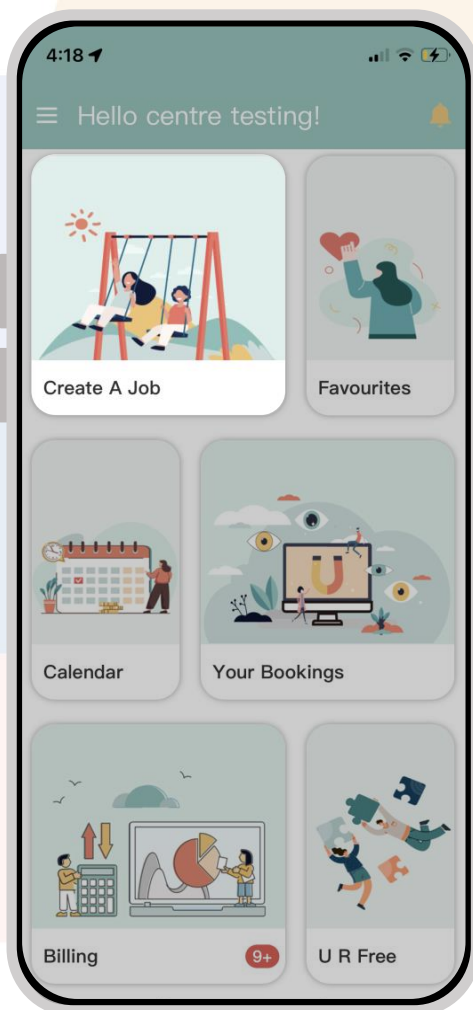 4:18
Hello centre testing!
Create A Job
Favourites
Calendar
Your Bookings
Billing
9+
U R Free